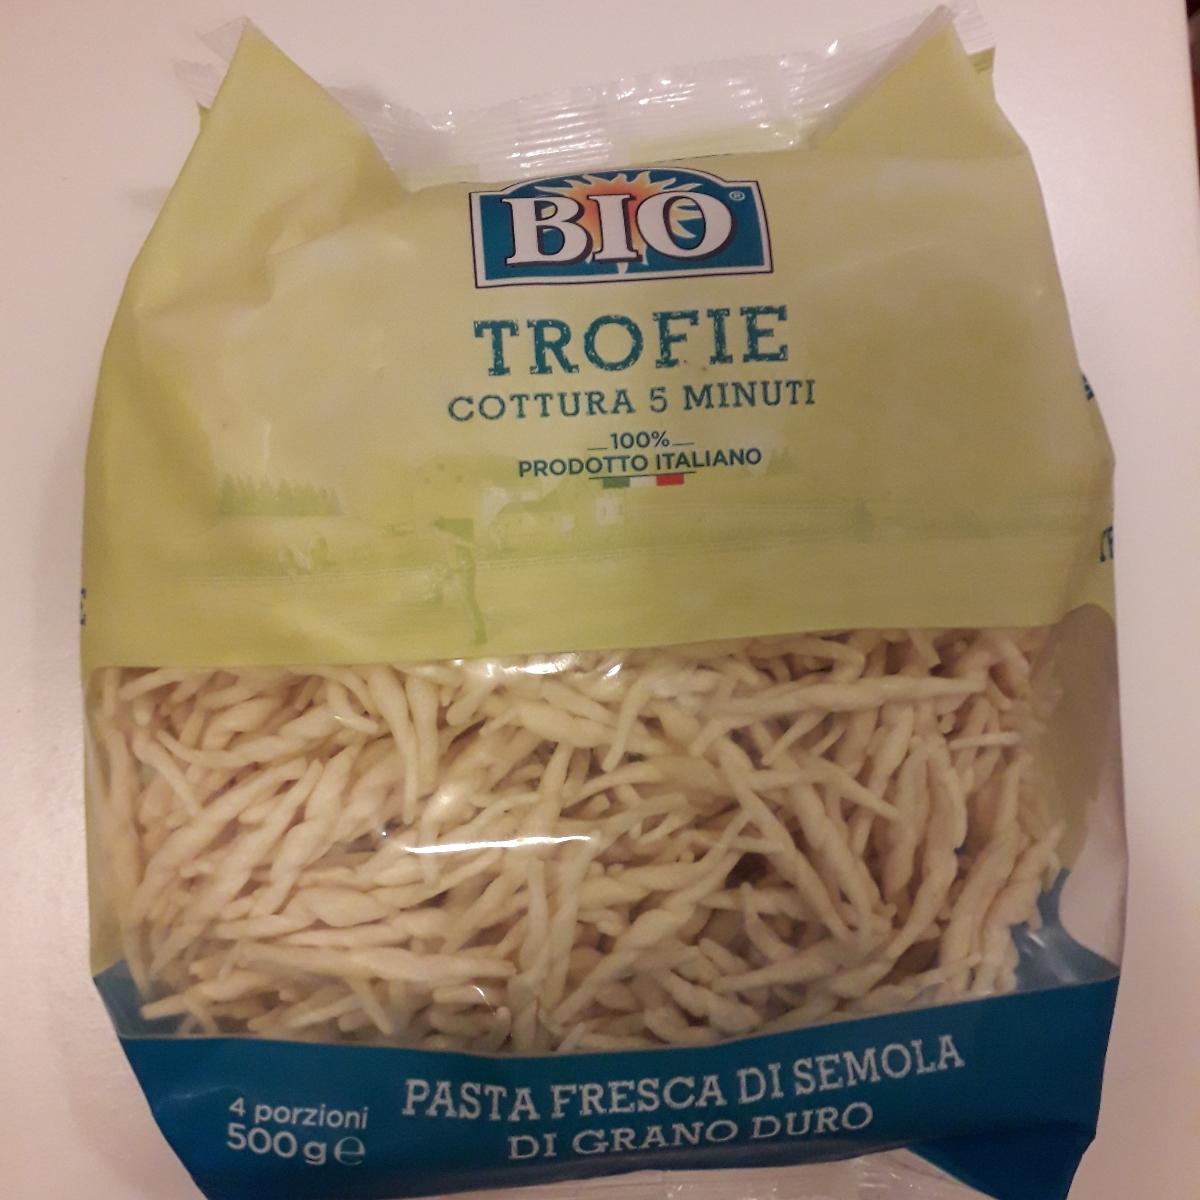 BIO®
TROFIE
COTTURA 5 MINUTI
100%
PRODOTTO ITALIANO
PASTA FRESCA DI SEMOLA
DI GRANO DURO
4 porzioni
500 g ℮